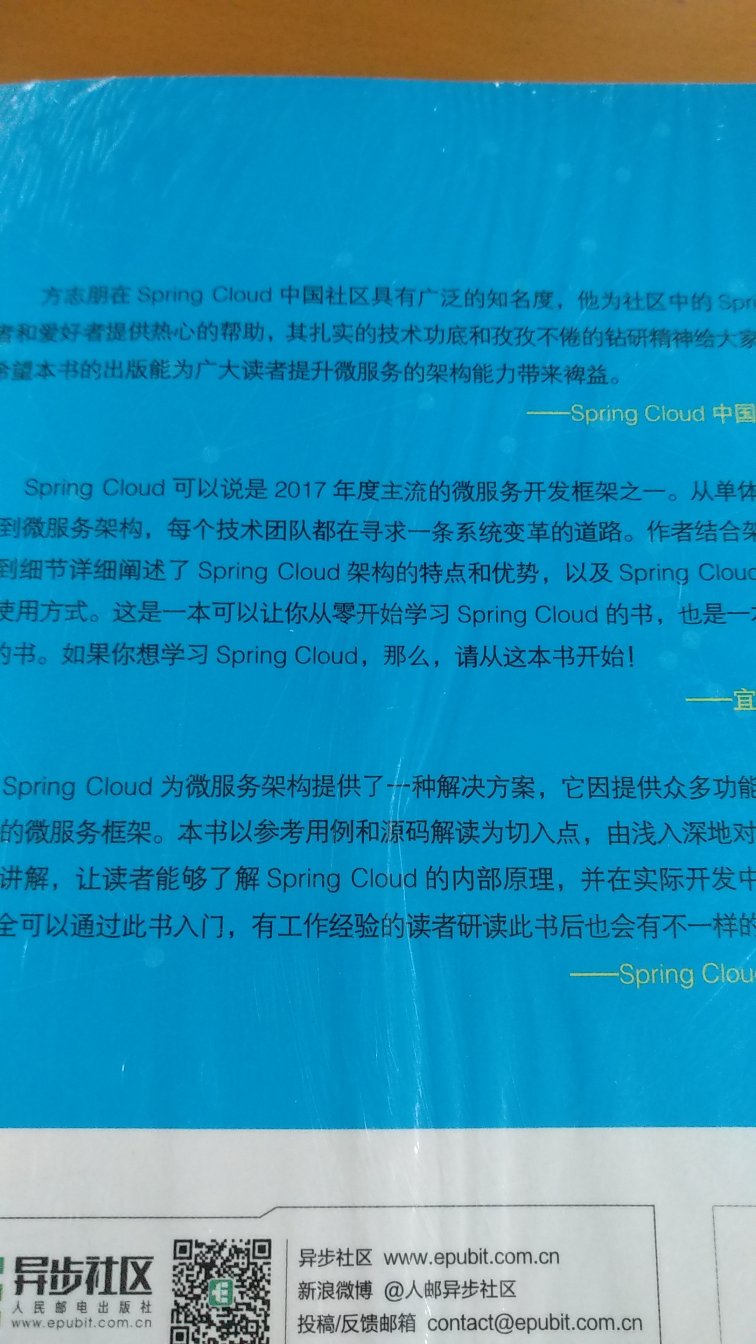 方志朋在 Spring Cloud 中国社区具有广泛的知名度，他为社区中的 Spri
者和爱好者提供热心的帮助，其扎实的技术功底和孜孜不倦的钻研精神给大家
希望本书的出版能为广大读者提升微服务的架构能力带来裨益。
——Spring Cloud 中国
Spring Cloud 可以说是 2017 年度主流的微服务开发框架之一。从单体
到微服务架构，每个技术团队都在寻求一条系统变革的道路。作者结合架
到细节详细阐述了 Spring Cloud 架构的特点和优势，以及 Spring Cloud
使用方式。这是一本可以让你从零开始学习 Spring Cloud 的书，也是一本
的书。如果你想学习 Spring Cloud，那么，请从这本书开始！
——宜
Spring Cloud 为微服务架构提供了一种解决方案，它因提供众多功能
的微服务框架。本书以参考用例和源码解读为切入点，由浅入深地对
讲解，让读者能够了解 Spring Cloud 的内部原理，并在实际开发中
全可以通过此书入门，有工作经验的读者研读此书后也会有不一样的
——Spring Clou
异步社区
人民邮电出版社
www.epubit.com.cn
异步社区 www.epubit.com.cn
新浪微博 @人邮异步社区
投稿/反馈邮箱 contact@epubit.com.cn